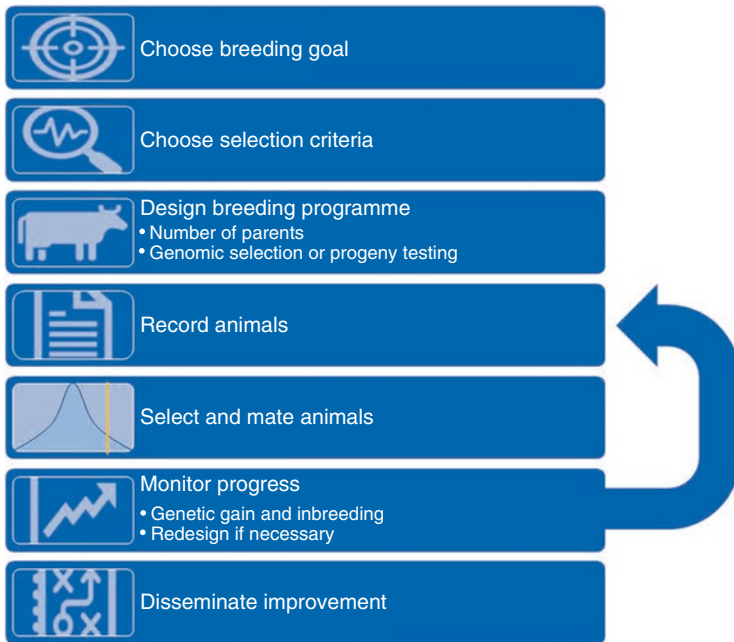 Choose breeding goal
Choose selection criteria
Design breeding programme
• Number of parents
• Genomic selection or progeny testing
Record animals
Select and mate animals
Monitor progress
• Genetic gain and inbreeding
• Redesign if necessary
Disseminate improvement